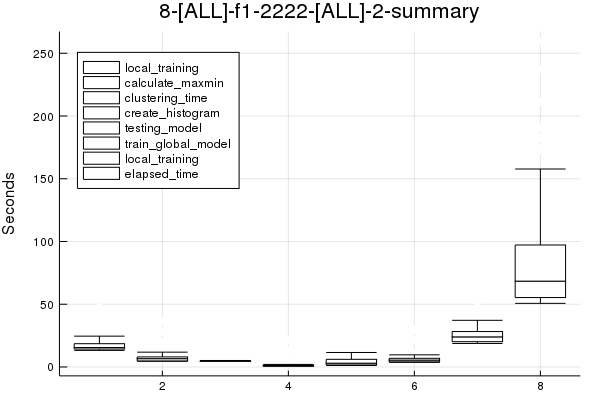 8-[ALL]-f1-2222-[ALL]-2-summary
250
200
150
100
50
0
Seconds
local_training
calculate_maxmin
clustering_time
create_histogram
testing_model
train_global_model
local_training
elapsed_time
2
4
6
8